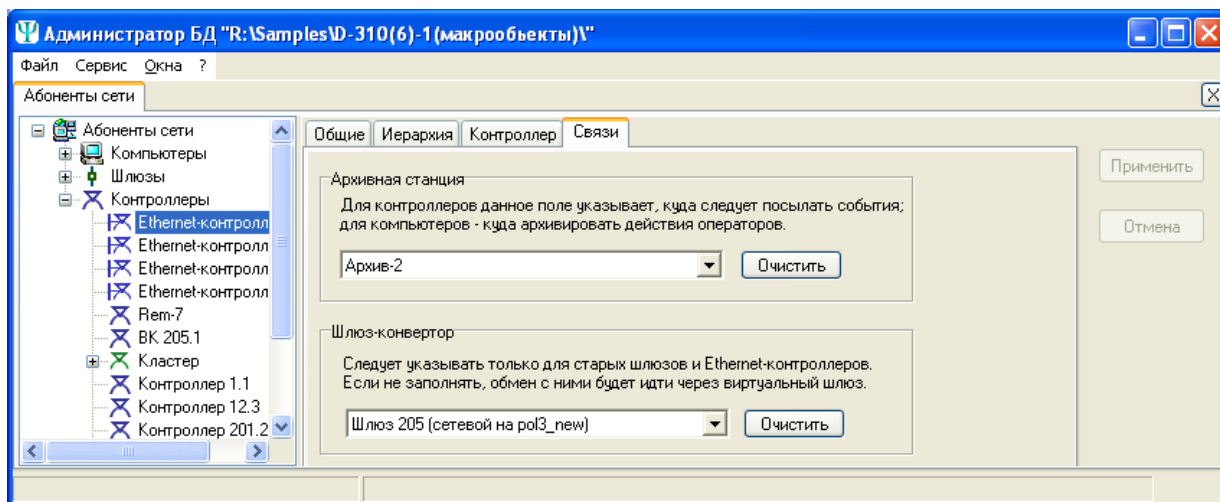 Администратор БД "R:\Samples\D-310(6)-1(макрообьекты)\"
Файл Сервис Окна ?
Абоненты сети
Абоненты сети
Компьютеры
Шлюзы
Контроллеры
Ethernet-контролл
Ethernet-контролл
Ethernet-контролл
Ethernet-контролл
Rem-7
ВК 205.1
Кластер
Контроллер 1.1
Контроллер 12.3
Контроллер 201.2
Общие Иерархия Контроллер Связи
Архивная станция
Для контроллеров данное поле указывает, куда следует посылать события;
для компьютеров - куда архивировать действия операторов.
Архив-2 Очистить
Шлюз-конвертор
Следует указывать только для старых шлюзов и Ethernet-контроллеров.
Если не заполнять, обмен с ними будет идти через виртуальный шлюз.
Шлюз 205 (сетевой на pol3_new) Очистить
Применить
Отмена